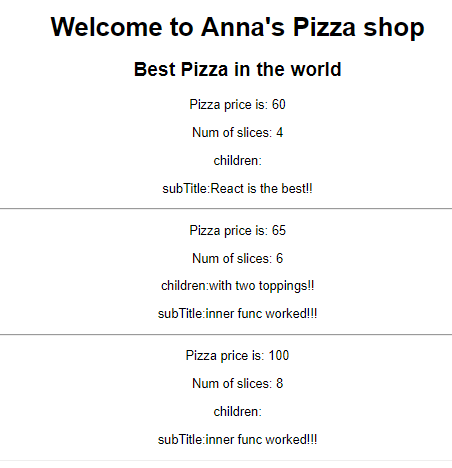 Welcome to Anna's Pizza shop
Best Pizza in the world
Pizza price is: 60
Num of slices: 4
children:
subTitle:React is the best!!
Pizza price is: 65
Num of slices: 6
children:with two toppings!!
subTitle:inner func worked!!!
Pizza price is: 100
Num of slices: 8
children:
subTitle:inner func worked!!!